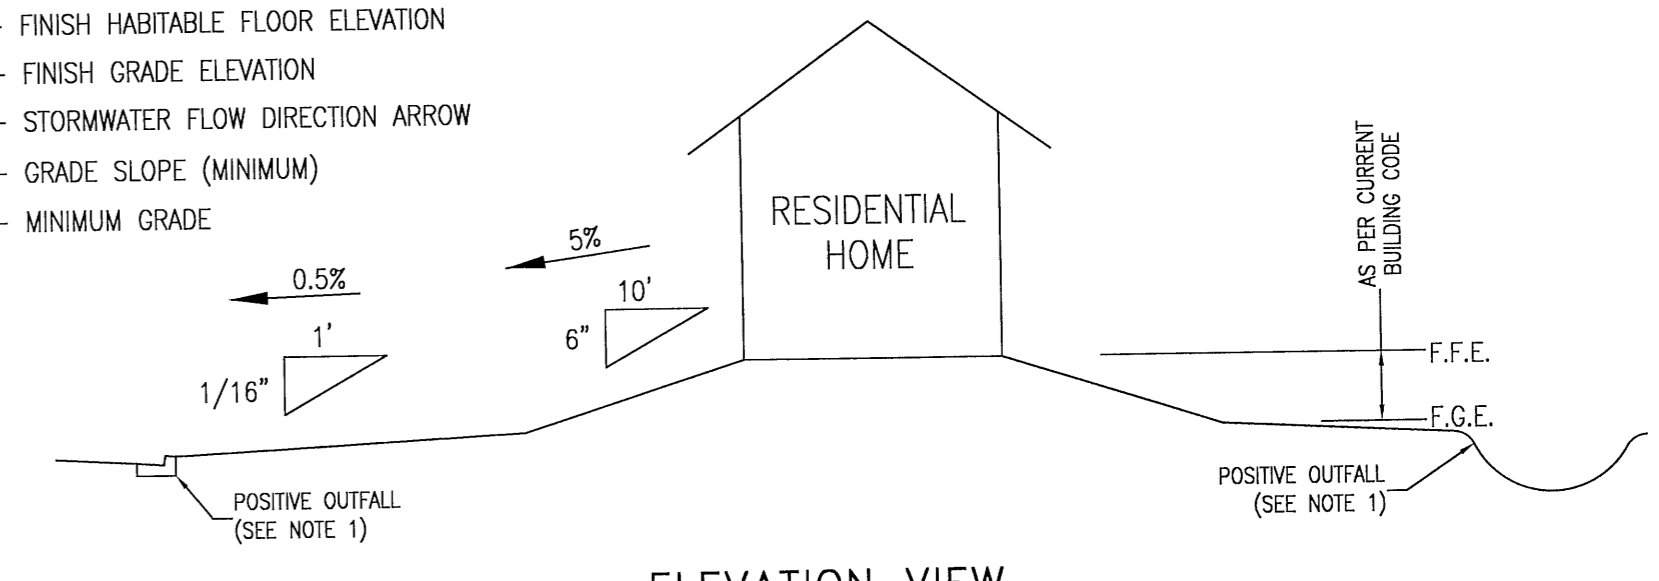 - FINISH HABITABLE FLOOR ELEVATION
- FINISH GRADE ELEVATION
- STORMWATER FLOW DIRECTION ARROW
- GRADE SLOPE (MINIMUM)
- MINIMUM GRADE
0.5%
1'
1/16"
5%
10'
6"
RESIDENTIAL
HOME
AS PER CURRENT
BUILDING CODE
F.F.E.
F.G.E.
POSITIVE OUTFALL
(SEE NOTE 1)
POSITIVE OUTFALL
(SEE NOTE 1)
ELEVATION VIEW